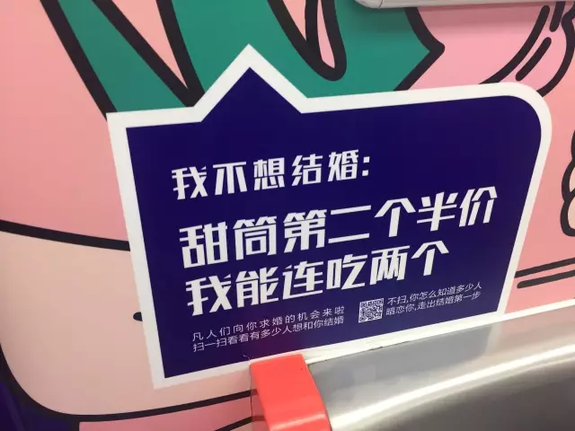 我不想结婚:
甜筒第二个半价
我能连吃两个
凡人们向你求婚的机会来啦
扫一扫看看有多少人想和你结婚
不扫,你怎么知道多少人
暗恋你,走出结婚第一步